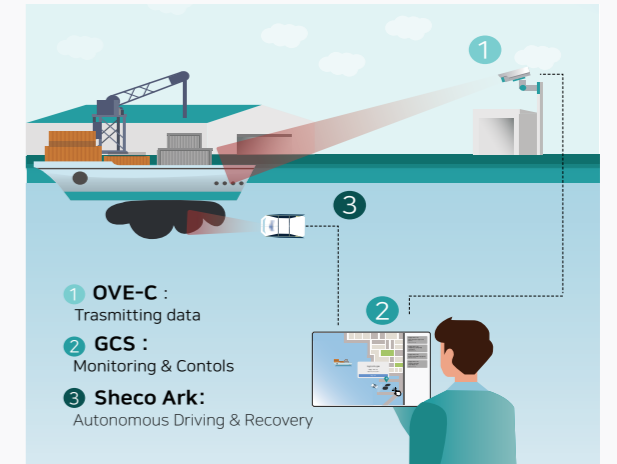 1
3
2
1 OVE-C :
Trasmitting data
2 GCS :
Monitoring & Contols
3 Sheco Ark:
Autonomous Driving & Recovery